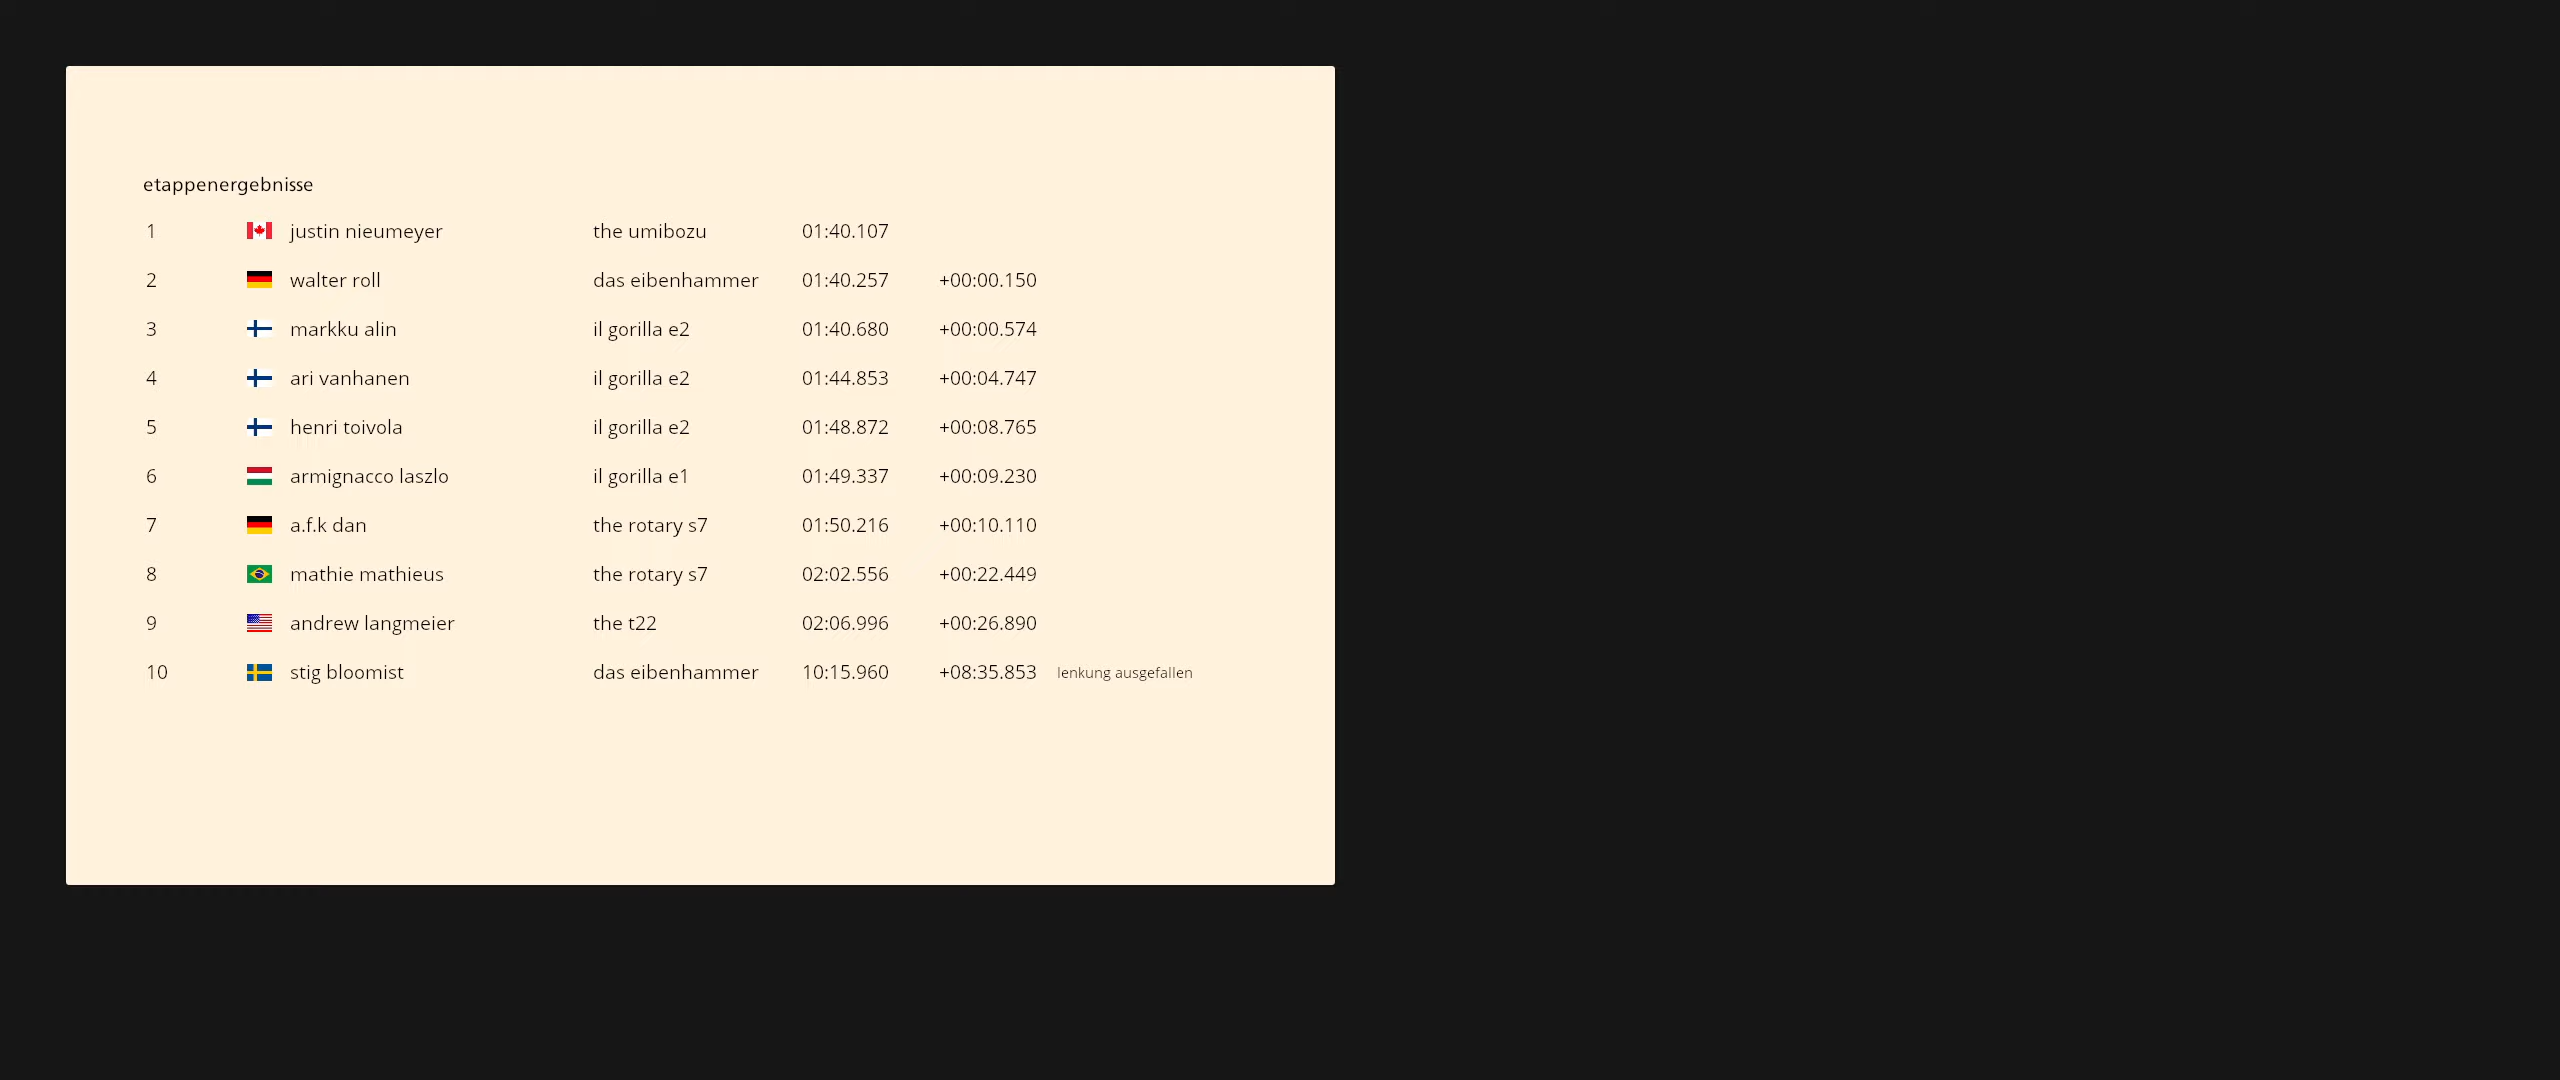 etappenergebnisse
1 justin nieumeyer the umibozu 01:40.107
2 walter roll das eibenhammer 01:40.257 +00:00.150
3 markku alin il gorilla e2 01:40.680 +00:00.574
4 ari vanhanen il gorilla e2 01:44.853 +00:04.747
5 henri toivola il gorilla e2 01:48.872 +00:08.765
6 armignacco laszlo il gorilla e1 01:49.337 +00:09.230
7 a.f.k dan the rotary s7 01:50.216 +00:10.110
8 mathie mathieus the rotary s7 02:02.556 +00:22.449
9 andrew langmeier the t22 02:06.996 +00:26.890
10 stig bloomist das eibenhammer 10:15.960 +08:35.853 lenkung ausgefallen